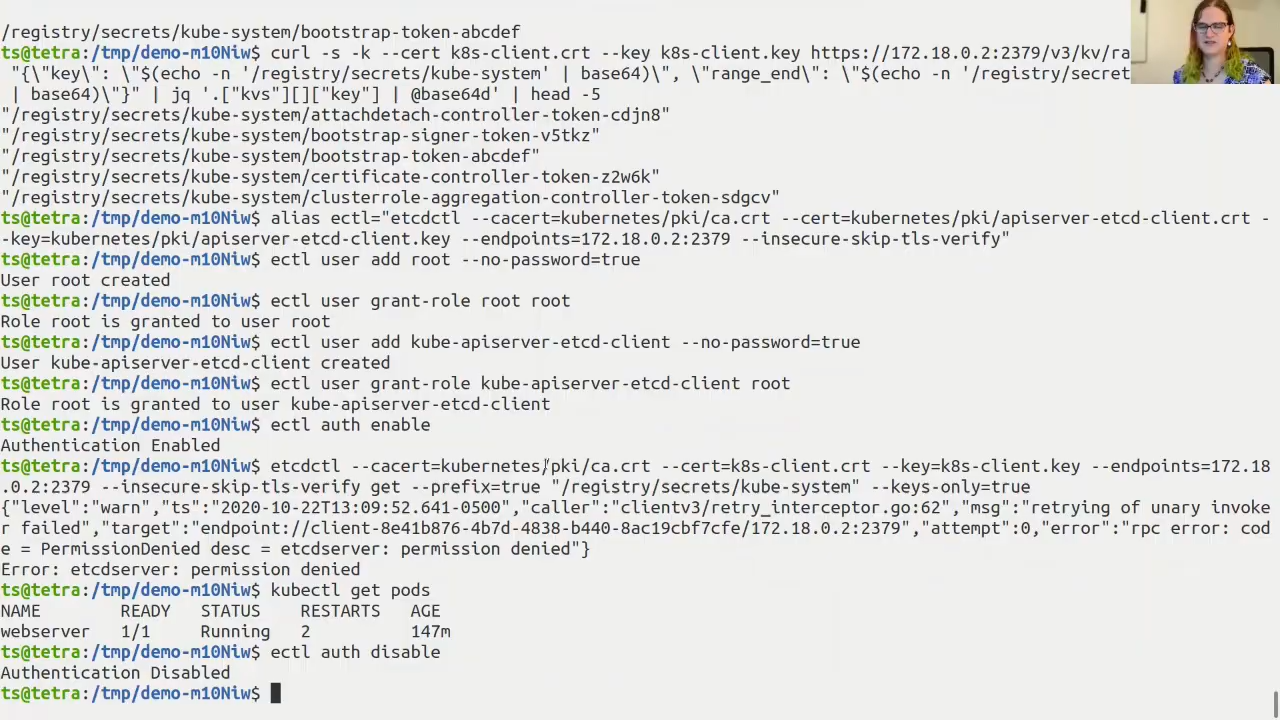 /registry/secrets/kube-system/bootstrap-token-abcdef
ts@tetra:/tmp/demo-m10Niw$ curl -s -k --cert k8s-client.crt --key k8s-client.key https://172.18.0.2:2379/v3/kv/ra
"{\"key\": \"$(echo -n '/registry/secrets/kube-system' | base64)\", \"range_end\": \"$(echo -n '/registry/secret
| base64)\"}" | jq '.["kvs"][]["key"] | @base64d' | head -5
"/registry/secrets/kube-system/attachdetach-controller-token-cdjn8"
"/registry/secrets/kube-system/bootstrap-signer-token-v5tkz"
"/registry/secrets/kube-system/bootstrap-token-abcdef"
"/registry/secrets/kube-system/certificate-controller-token-z2w6k"
"/registry/secrets/kube-system/clusterrole-aggregation-controller-token-sdgcv"
ts@tetra:/tmp/demo-m10Niw$ alias ectl="etcdctl --cacert=kubernetes/pki/ca.crt --cert=kubernetes/pki/apiserver-etcd-client.crt -
-key=kubernetes/pki/apiserver-etcd-client.key --endpoints=172.18.0.2:2379 --insecure-skip-tls-verify"
ts@tetra:/tmp/demo-m10Niw$ ectl user add root --no-password=true
User root created
ts@tetra:/tmp/demo-m10Niw$ ectl user grant-role root root
Role root is granted to user root
ts@tetra:/tmp/demo-m10Niw$ ectl user add kube-apiserver-etcd-client --no-password=true
User kube-apiserver-etcd-client created
ts@tetra:/tmp/demo-m10Niw$ ectl user grant-role kube-apiserver-etcd-client root
Role root is granted to user kube-apiserver-etcd-client
ts@tetra:/tmp/demo-m10Niw$ ectl auth enable
Authentication Enabled
ts@tetra:/tmp/demo-m10Niw$ etcdctl --cacert=kubernetes/pki/ca.crt --cert=k8s-client.crt --key=k8s-client.key --endpoints=172.18
.0.2:2379 --insecure-skip-tls-verify get --prefix=true "/registry/secrets/kube-system" --keys-only=true
{"level":"warn","ts":"2020-10-22T13:09:52.641-0500","caller":"clientv3/retry_interceptor.go:62","msg":"retrying of unary invoke
r failed","target":"endpoint://client-8e41b876-4b7d-4838-b440-8ac19cbf7cfe/172.18.0.2:2379","attempt":0,"error":"rpc error: cod
e = PermissionDenied desc = etcdserver: permission denied"}
Error: etcdserver: permission denied
ts@tetra:/tmp/demo-m10Niw$ kubectl get pods
NAME READY STATUS RESTARTS AGE
webserver 1/1 Running 2 147m
ts@tetra:/tmp/demo-m10Niw$ ectl auth disable
Authentication Disabled
ts@tetra:/tmp/demo-m10Niw$